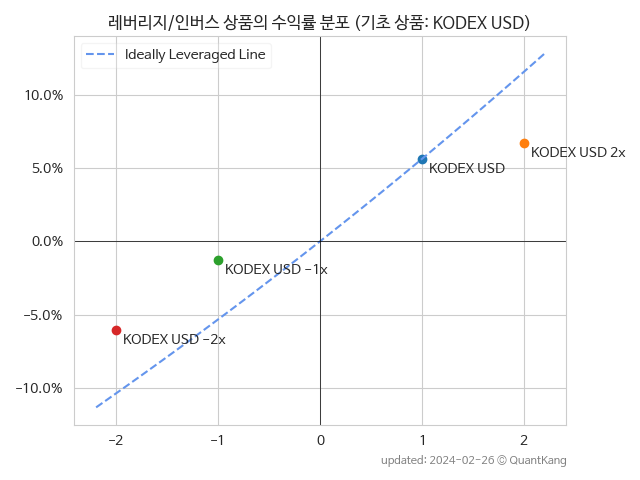 레버리지/인버스 상품의 수익률 분포 (기초 상품: KODEX USD)
Ideally Leveraged Line
10.0%
KODEX USD 2x
5.0%
KODEX USD
0.0%
KODEX USD −1x
−5.0%
KODEX USD −2x
−10.0%
−2 −1 0 1 2
updated: 2024-02-26 © QuantKang